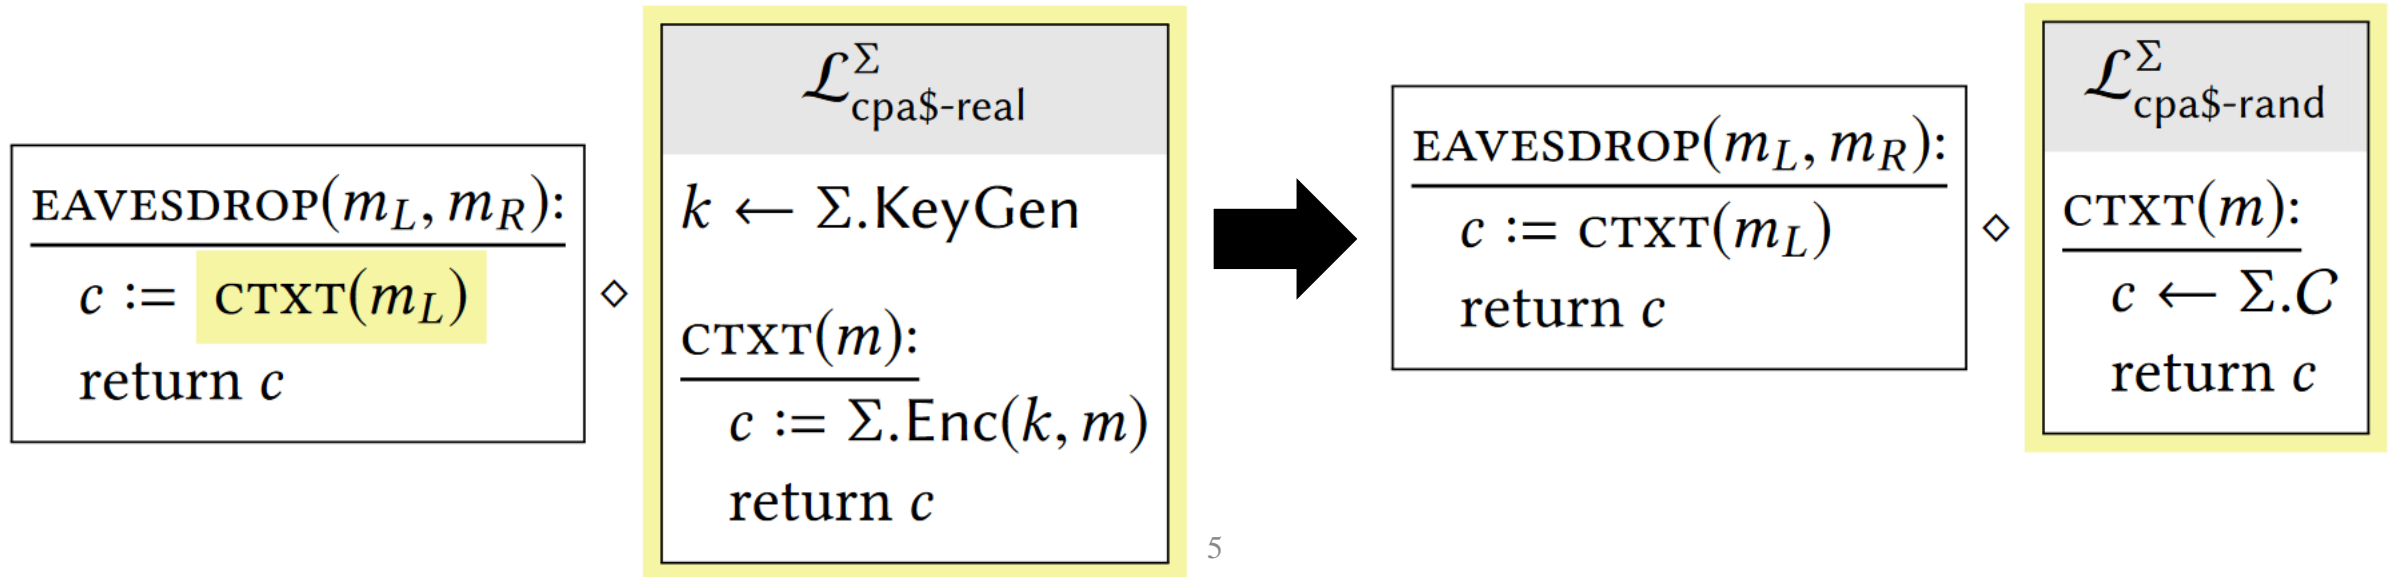 EAVESDROP(m_L, m_R):
c := CTXT(m_L)
return c
⋄
ℒ^Σ_cpa$-real
k ← Σ.KeyGen
CTXT(m):
c := Σ.Enc(k, m)
return c
EAVESDROP(m_L, m_R):
c := CTXT(m_L)
return c
⋄
ℒ^Σ_cpa$-rand
CTXT(m):
c ← Σ.𝒞
return c
5